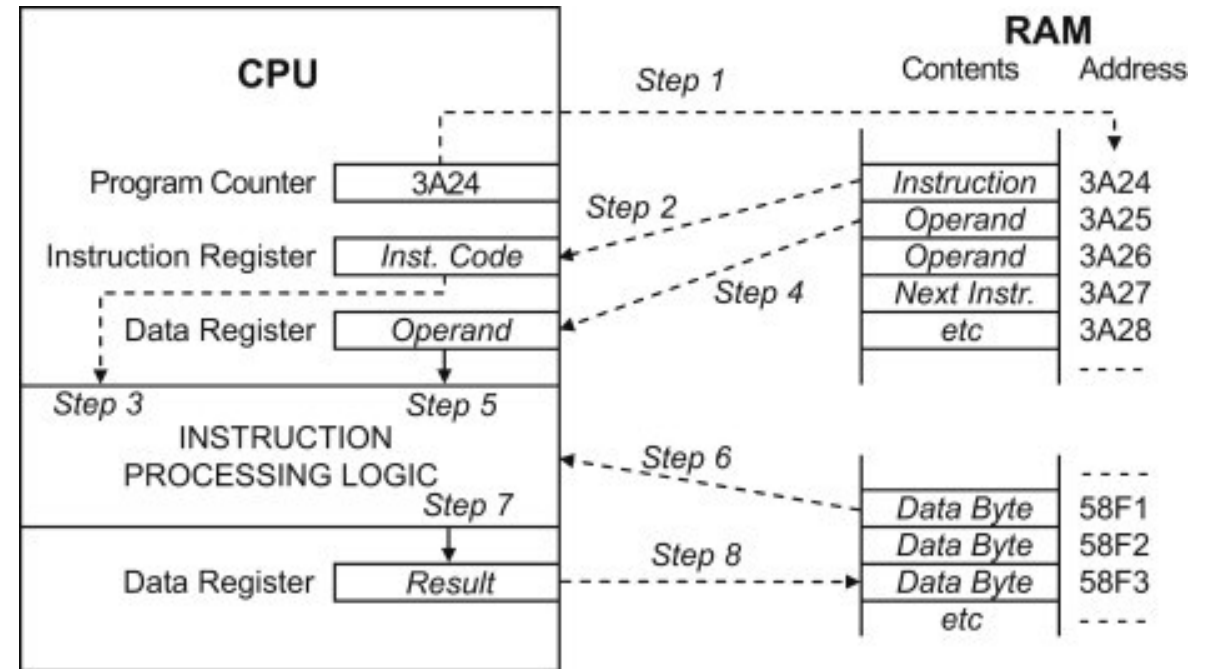 RAM
CPU
Contents Address
Step 1
Program Counter 3A24 Instruction 3A24
Step 2
Operand 3A25
Instruction Register Inst. Code Operand 3A26
Step 4
Next Instr. 3A27
Data Register Operand etc 3A28
-----
Step 3 Step 5
INSTRUCTION
PROCESSING LOGIC
Step 6
-----
Step 7
Data Byte 58F1
Data Byte 58F2
Step 8
Data Register Result Data Byte 58F3
etc -----